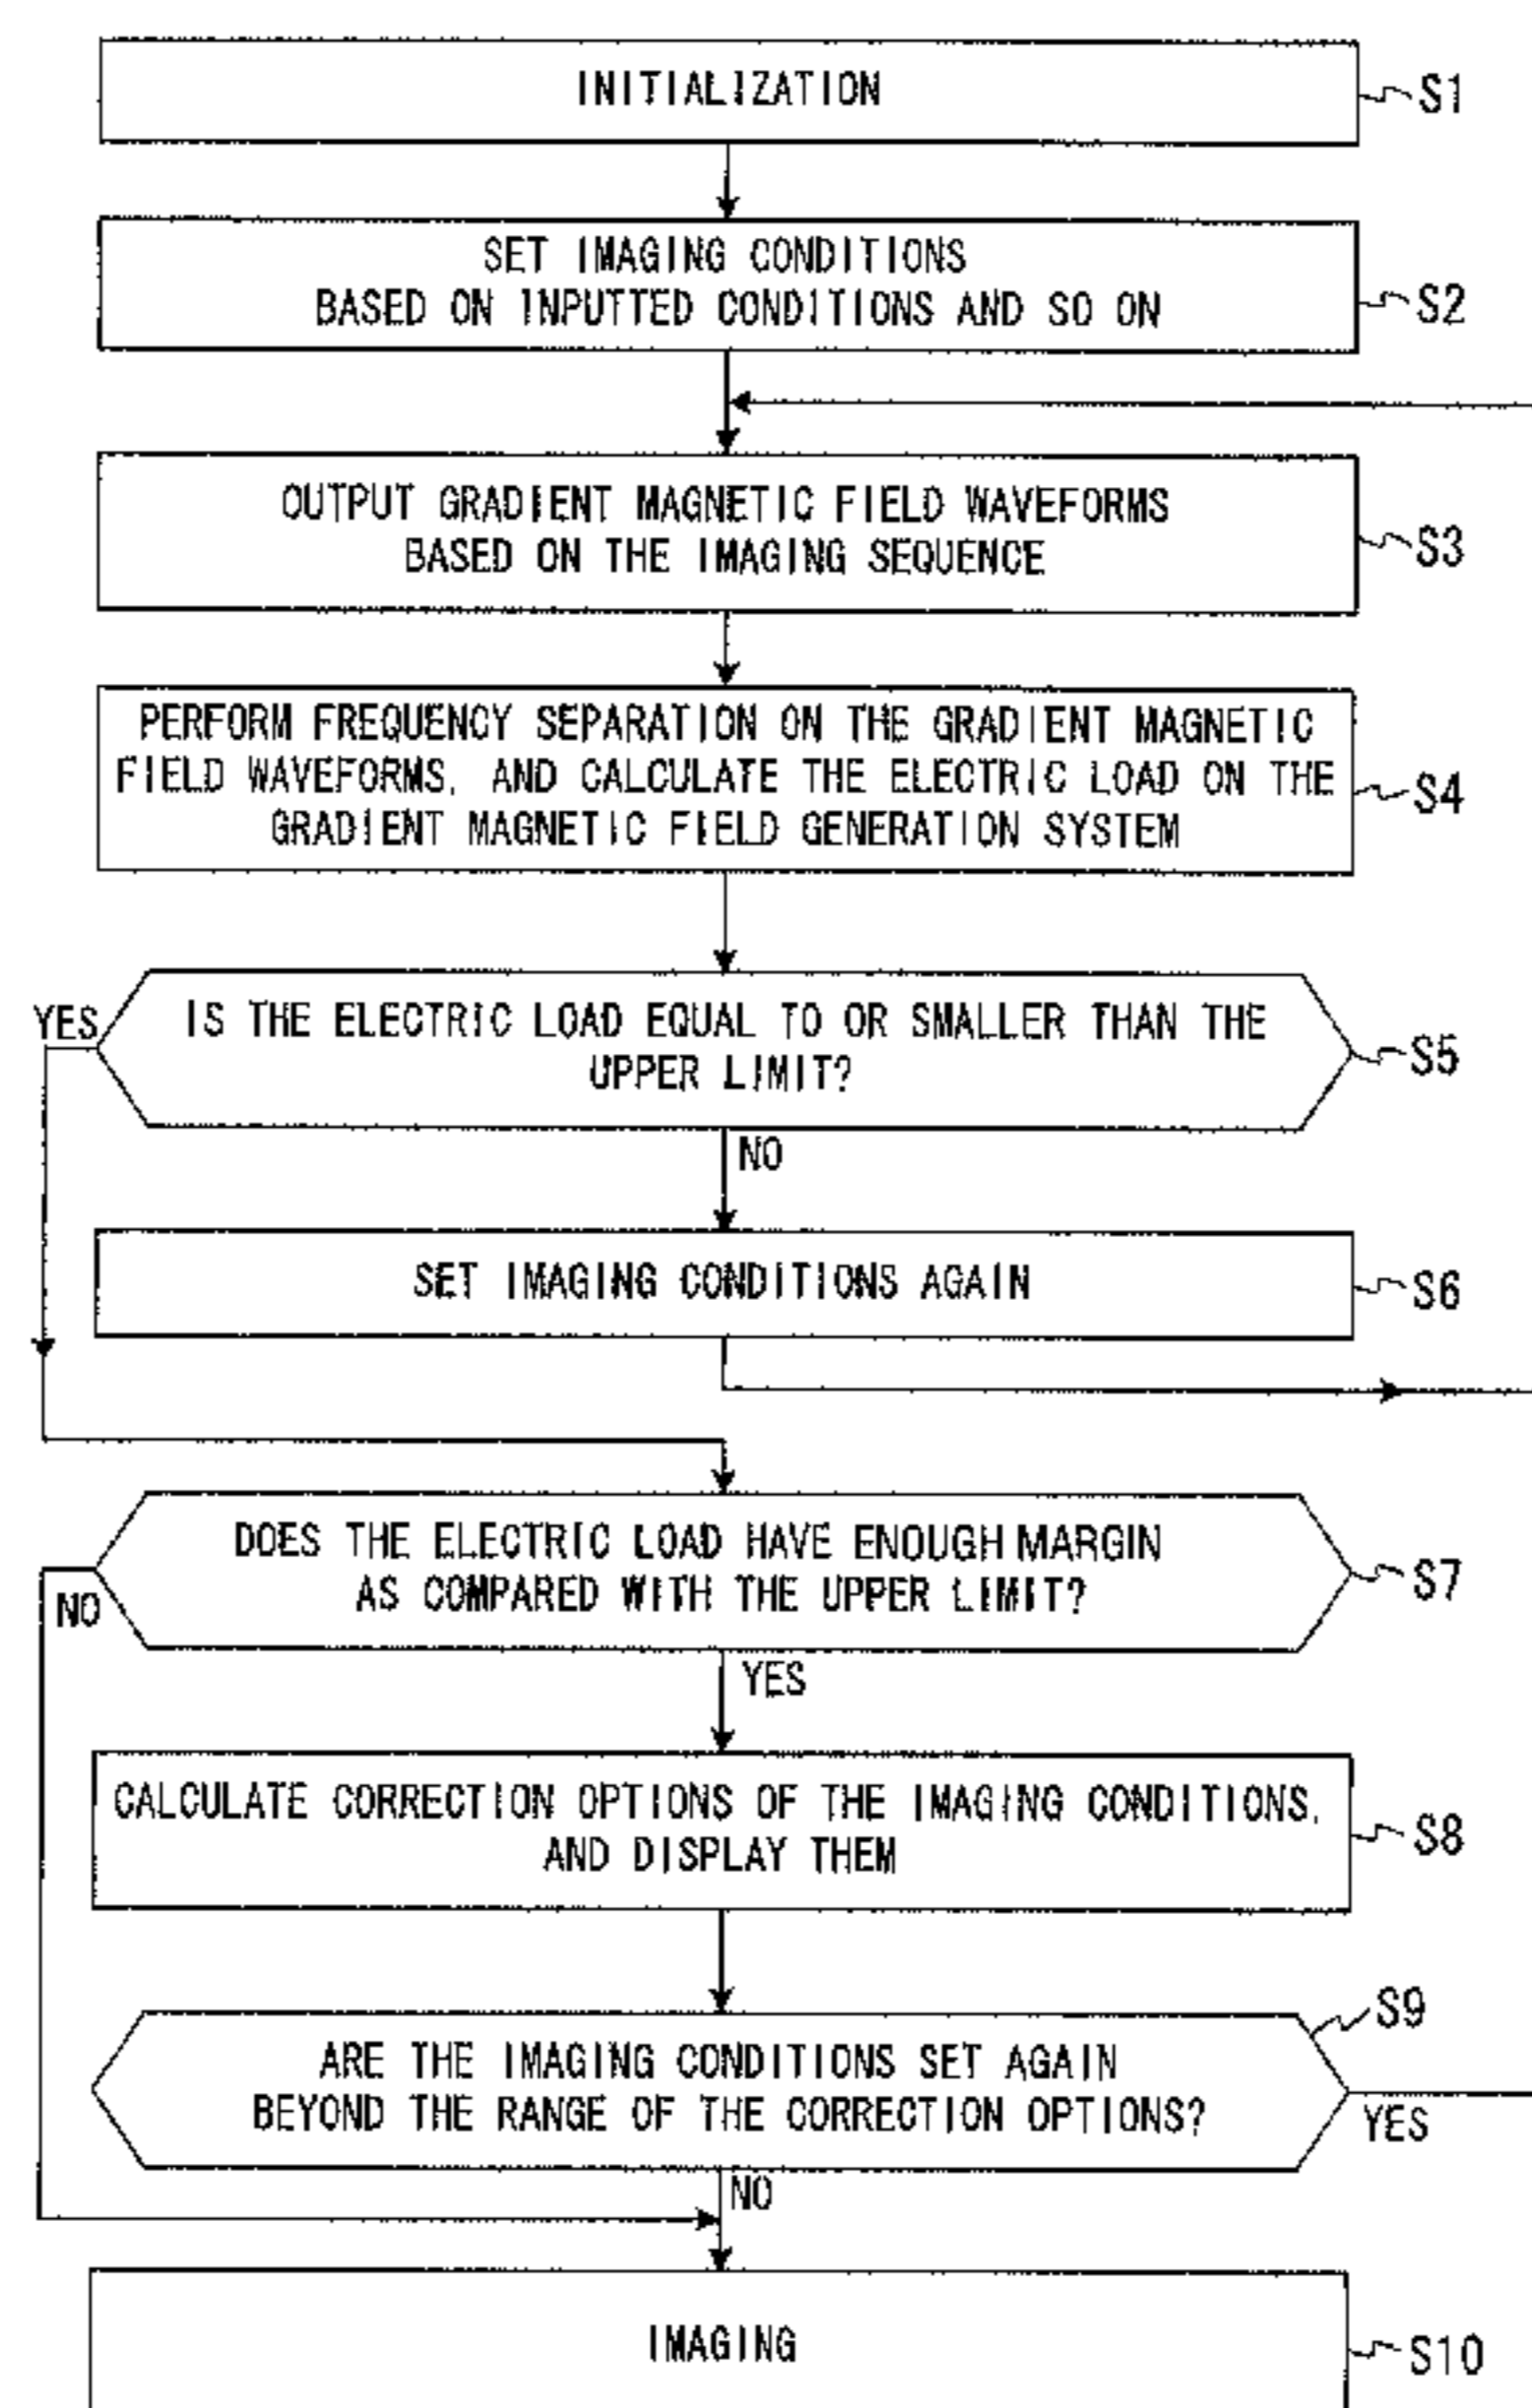 INITIALIZATION
S1
SET IMAGING CONDITIONS
BASED ON INPUTTED CONDITIONS AND SO ON
S2
OUTPUT GRADIENT MAGNETIC FIELD WAVEFORMS
BASED ON THE IMAGING SEQUENCE
S3
PERFORM FREQUENCY SEPARATION ON THE GRADIENT MAGNETIC
FIELD WAVEFORMS, AND CALCULATE THE ELECTRIC LOAD ON THE
GRADIENT MAGNETIC FIELD GENERATION SYSTEM
S4
YES
IS THE ELECTRIC LOAD EQUAL TO OR SMALLER THAN THE
UPPER LIMIT?
S5
NO
SET IMAGING CONDITIONS AGAIN
S6
DOES THE ELECTRIC LOAD HAVE ENOUGH MARGIN
AS COMPARED WITH THE UPPER LIMIT?
S7
NO
YES
CALCULATE CORRECTION OPTIONS OF THE IMAGING CONDITIONS,
AND DISPLAY THEM
S8
S9
ARE THE IMAGING CONDITIONS SET AGAIN
BEYOND THE RANGE OF THE CORRECTION OPTIONS?
YES
NO
IMAGING
S10